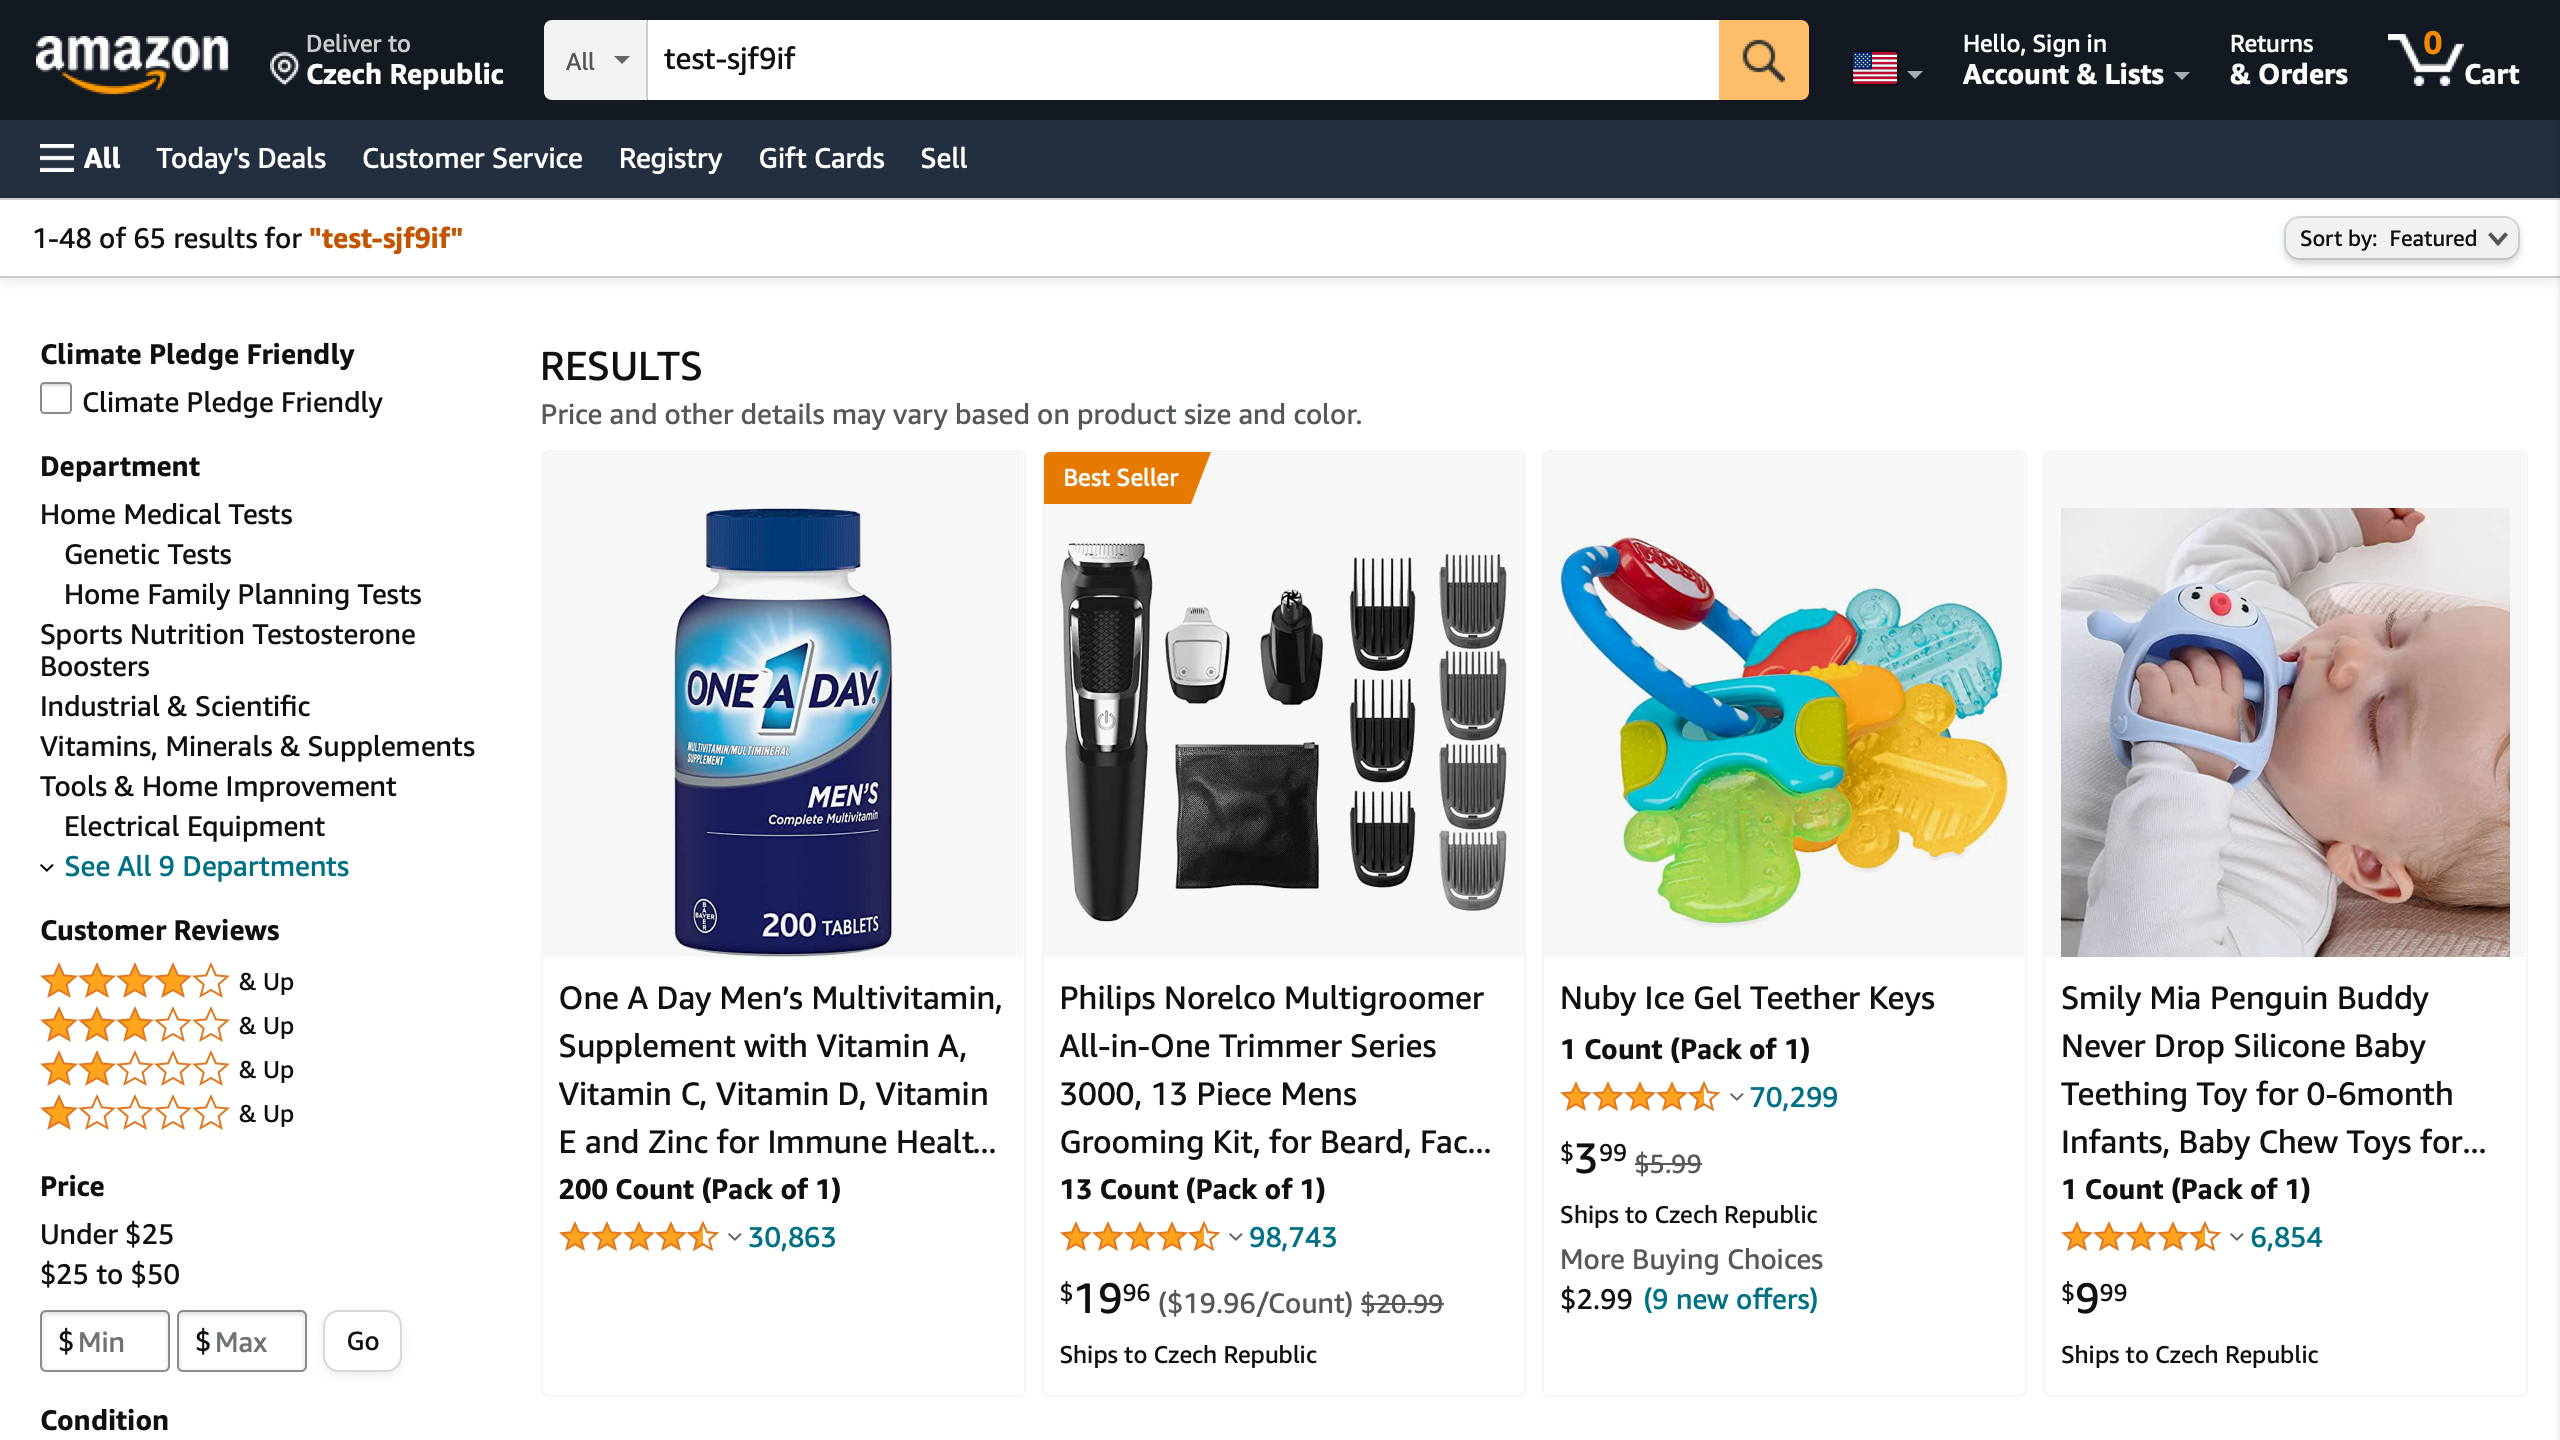 amazon
Deliver to
Czech Republic
All
test-sjf9if
Hello, Sign in
Account & Lists
Returns
& Orders
0
Cart
All
Today's Deals
Customer Service
Registry
Gift Cards
Sell
1-48 of 65 results for "test-sjf9if"
Sort by: Featured
Climate Pledge Friendly
Climate Pledge Friendly
Department
Home Medical Tests
Genetic Tests
Home Family Planning Tests
Sports Nutrition Testosterone
Boosters
Industrial & Scientific
Vitamins, Minerals & Supplements
Tools & Home Improvement
Electrical Equipment
See All 9 Departments
Customer Reviews
& Up
& Up
& Up
& Up
Price
Under $25
$25 to $50
$ Min
$ Max
Go
Condition
RESULTS
Price and other details may vary based on product size and color.
ONE A DAY
MULTIVITAMIN/MULTIMINERAL
SUPPLEMENT
MEN'S
Complete Multivitamin
BAYER
200 TABLETS
One A Day Men’s Multivitamin,
Supplement with Vitamin A,
Vitamin C, Vitamin D, Vitamin
E and Zinc for Immune Healt...
200 Count (Pack of 1)
30,863
Best Seller
Philips Norelco Multigroomer
All-in-One Trimmer Series
3000, 13 Piece Mens
Grooming Kit, for Beard, Fac...
13 Count (Pack of 1)
98,743
$19.96 ($19.96/Count) $20.99
Ships to Czech Republic
Nuby Ice Gel Teether Keys
1 Count (Pack of 1)
70,299
$3.99 $5.99
Ships to Czech Republic
More Buying Choices
$2.99 (9 new offers)
Smily Mia Penguin Buddy
Never Drop Silicone Baby
Teething Toy for 0-6month
Infants, Baby Chew Toys for...
1 Count (Pack of 1)
6,854
$9.99
Ships to Czech Republic